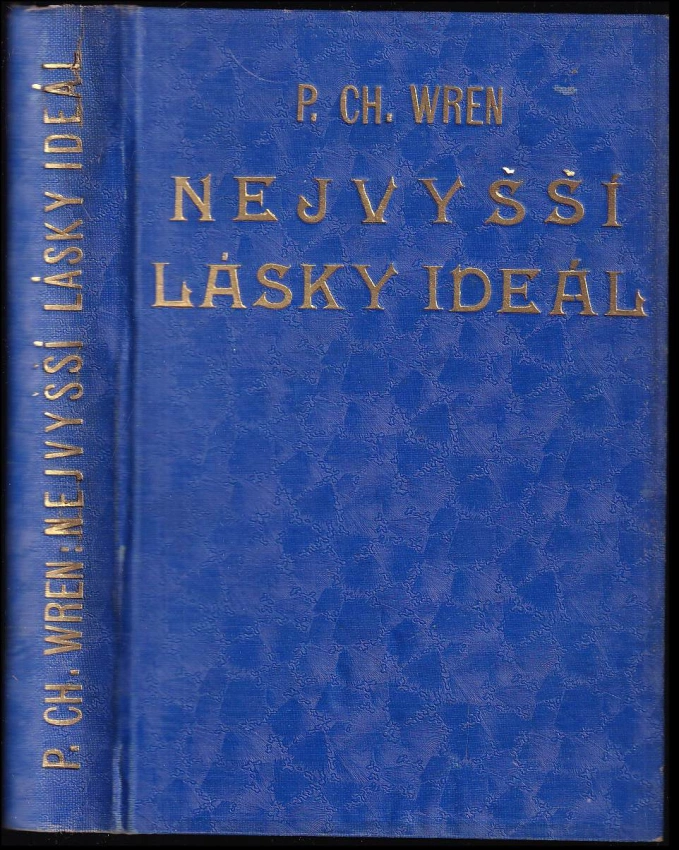 P. CH. WREN: NEJVYŠŠÍ LÁSKY IDEÁL
P. CH. WREN
NEJVYŠŠÍ
LÁSKY IDEÁL